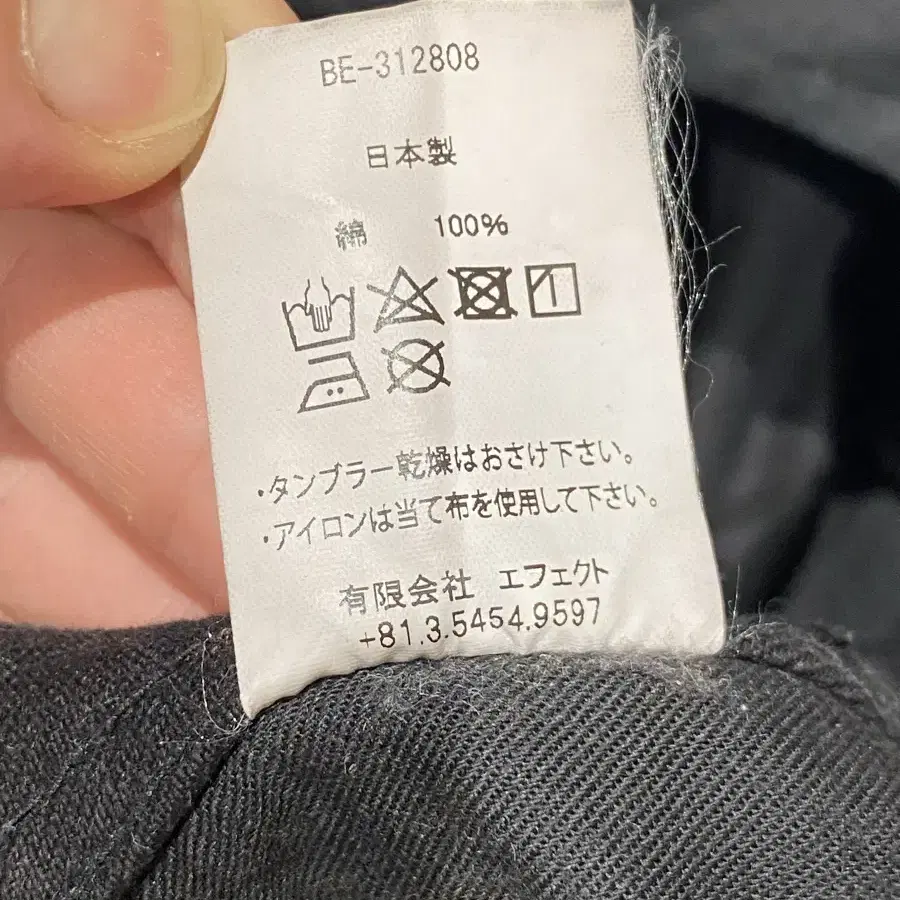 BE-312808
日本製
綿 100%
・タンブラー乾燥はおさけ下さい。
・アイロンは当て布を使用して下さい。
有限会社 エフェクト
+81.3.5454.9597